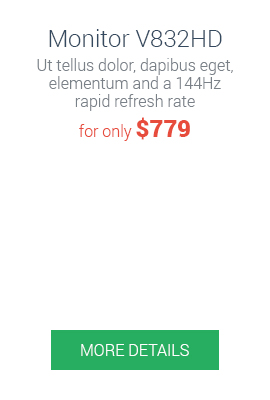 Monitor V832HD
Ut tellus dolor, dapibus eget,
elementum and a 144Hz
rapid refresh rate
for only $779
MORE DETAILS